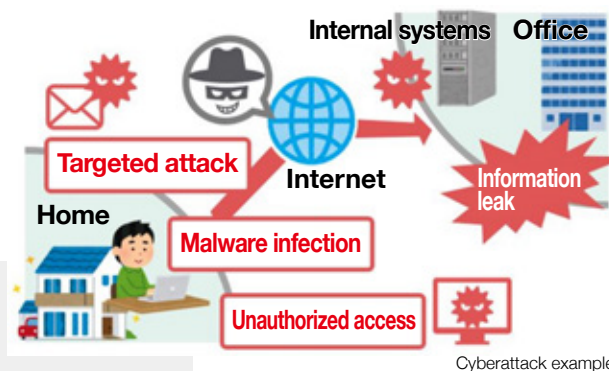 Internal systems
Office
Targeted attack
Internet
Information
leak
Home
Malware infection
Unauthorized access
Cyberattack example